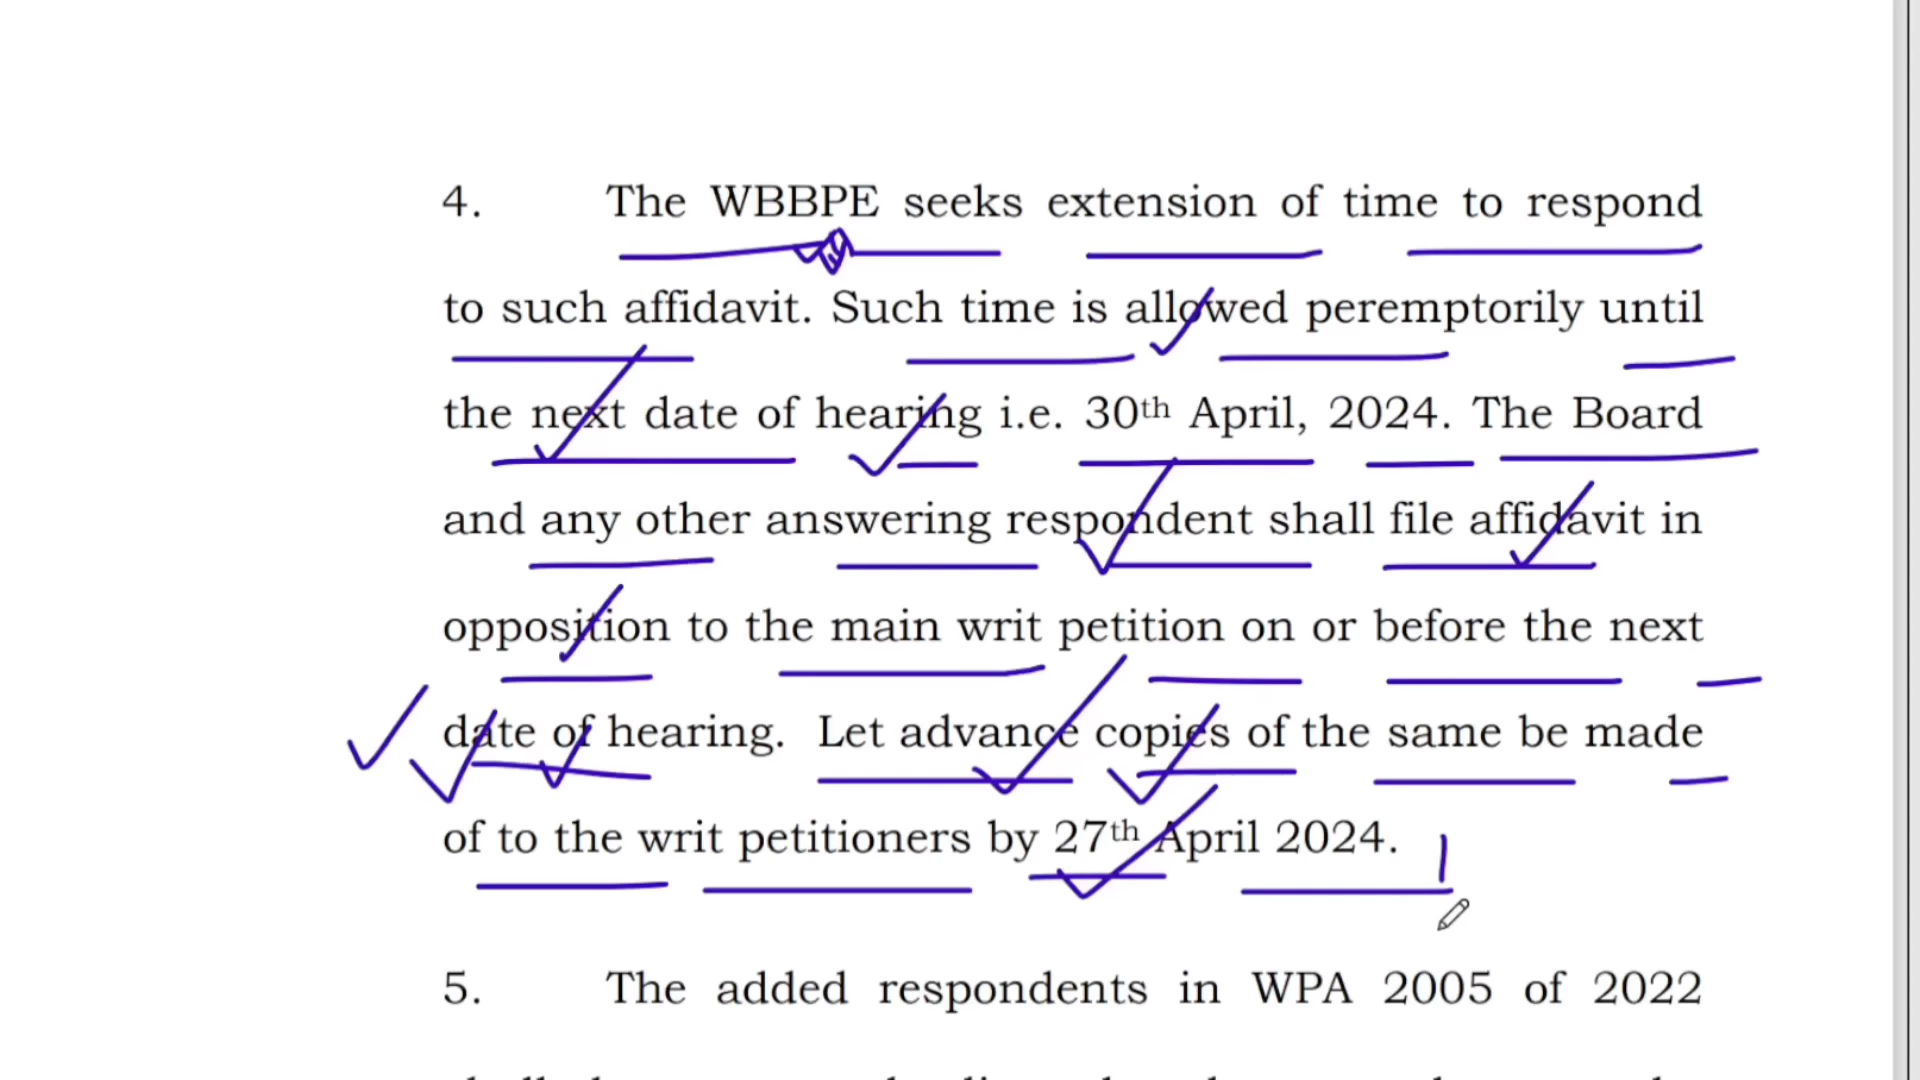 4. The WBBPE seeks extension of time to respond
to such affidavit. Such time is allowed peremptorily until
the next date of hearing i.e. 30th April, 2024. The Board
and any other answering respondent shall file affidavit in
opposition to the main writ petition on or before the next
date of hearing. Let advance copies of the same be made
of to the writ petitioners by 27th April 2024.
5. The added respondents in WPA 2005 of 2022